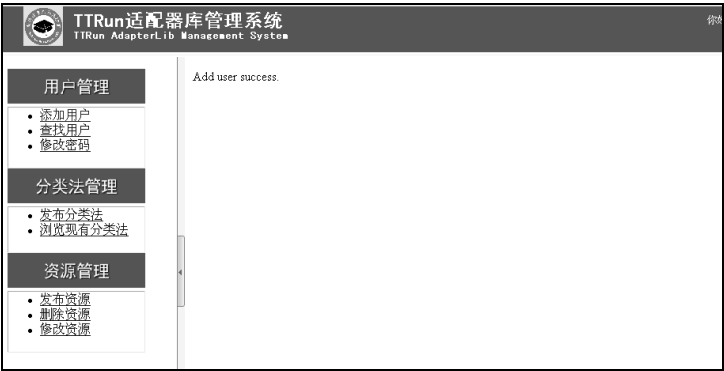 TTRun适配器库管理系统
TTRun AdapterLib Management System
你
用户管理
添加用户
查找用户
修改密码
分类法管理
发布分类法
浏览现有分类法
资源管理
发布资源
删除资源
修改资源
Add user success.